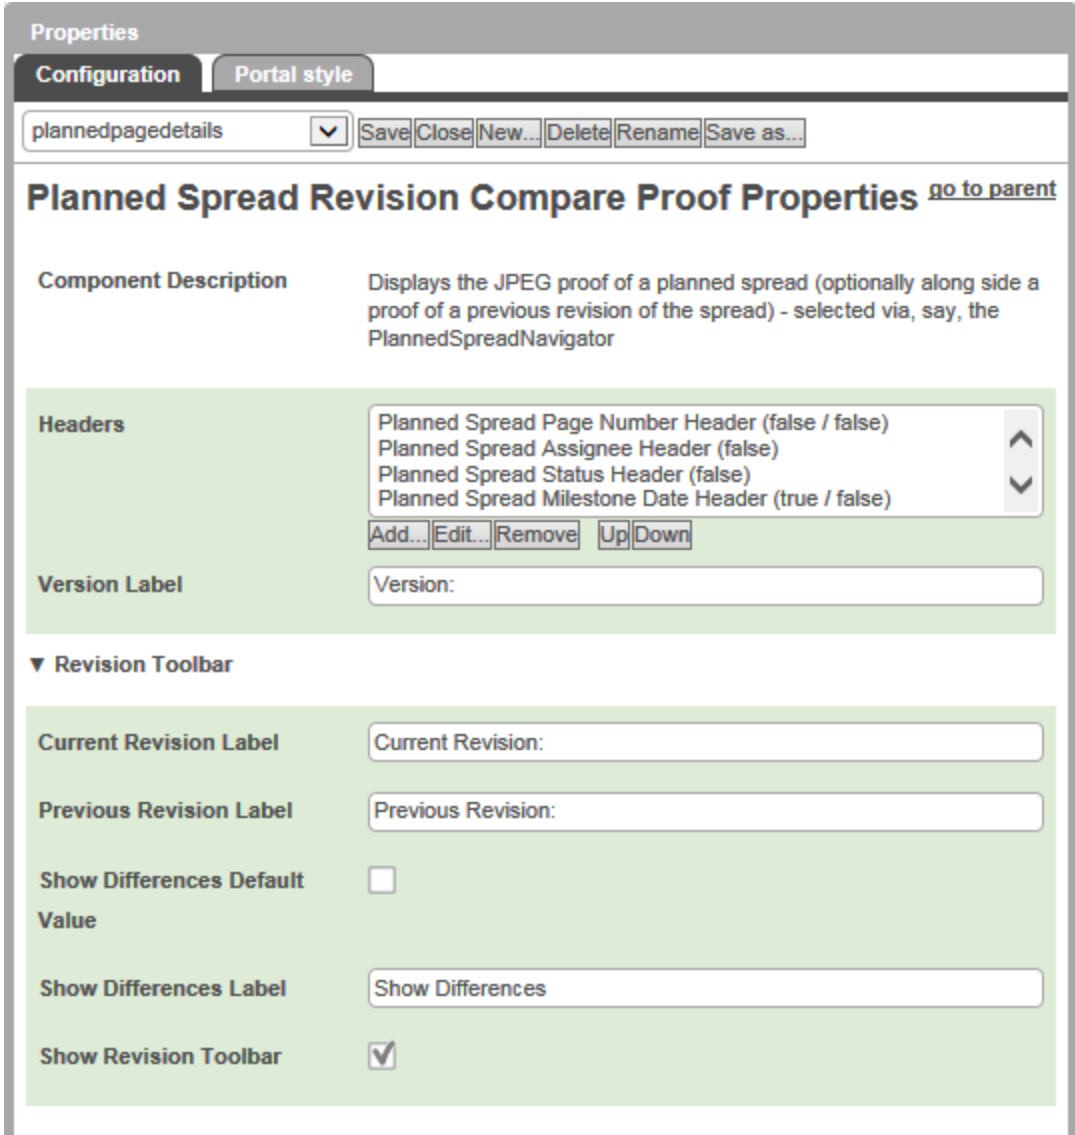 Properties
Configuration Portal style
plannedpagedetails Save Close New... Delete Rename Save as...
Planned Spread Revision Compare Proof Properties go to parent
Component Description Displays the JPEG proof of a planned spread (optionally along side a
proof of a previous revision of the spread) - selected via, say, the
PlannedSpreadNavigator
Headers Planned Spread Page Number Header (false / false)
Planned Spread Assignee Header (false)
Planned Spread Status Header (false)
Planned Spread Milestone Date Header (true / false)
Add... Edit... Remove Up Down
Version Label Version:
▼ Revision Toolbar
Current Revision Label Current Revision:
Previous Revision Label Previous Revision:
Show Differences Default
Value
Show Differences Label Show Differences
Show Revision Toolbar